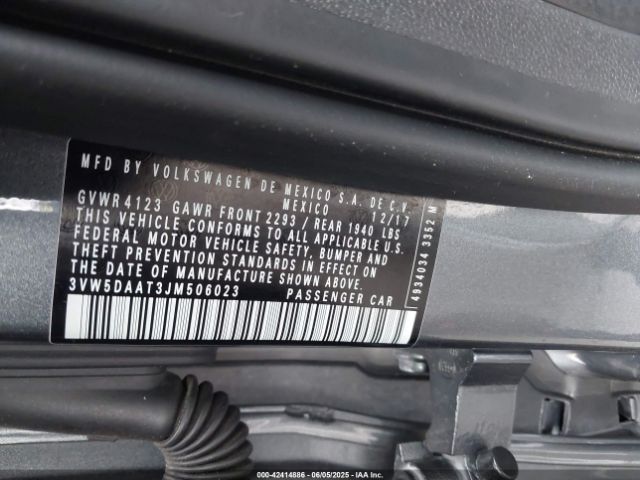 MFD BY VOLKSWAGEN DE MEXICO S.A. DE C.V.
MEXICO 12/17
GVWR 4123 GAWR FRONT 2293 / REAR 1940 LBS
THIS VEHICLE CONFORMS TO ALL APPLICABLE U.S.
FEDERAL MOTOR VEHICLE SAFETY, BUMPER AND
THEFT PREVENTION STANDARDS IN EFFECT ON
THE DATE OF MANUFACTURE SHOWN ABOVE
3VW5DAAT3JM506023 PASSENGER CAR
4934034 3352 M
000-42414886 - 06/05/2025 - IAAI.COM